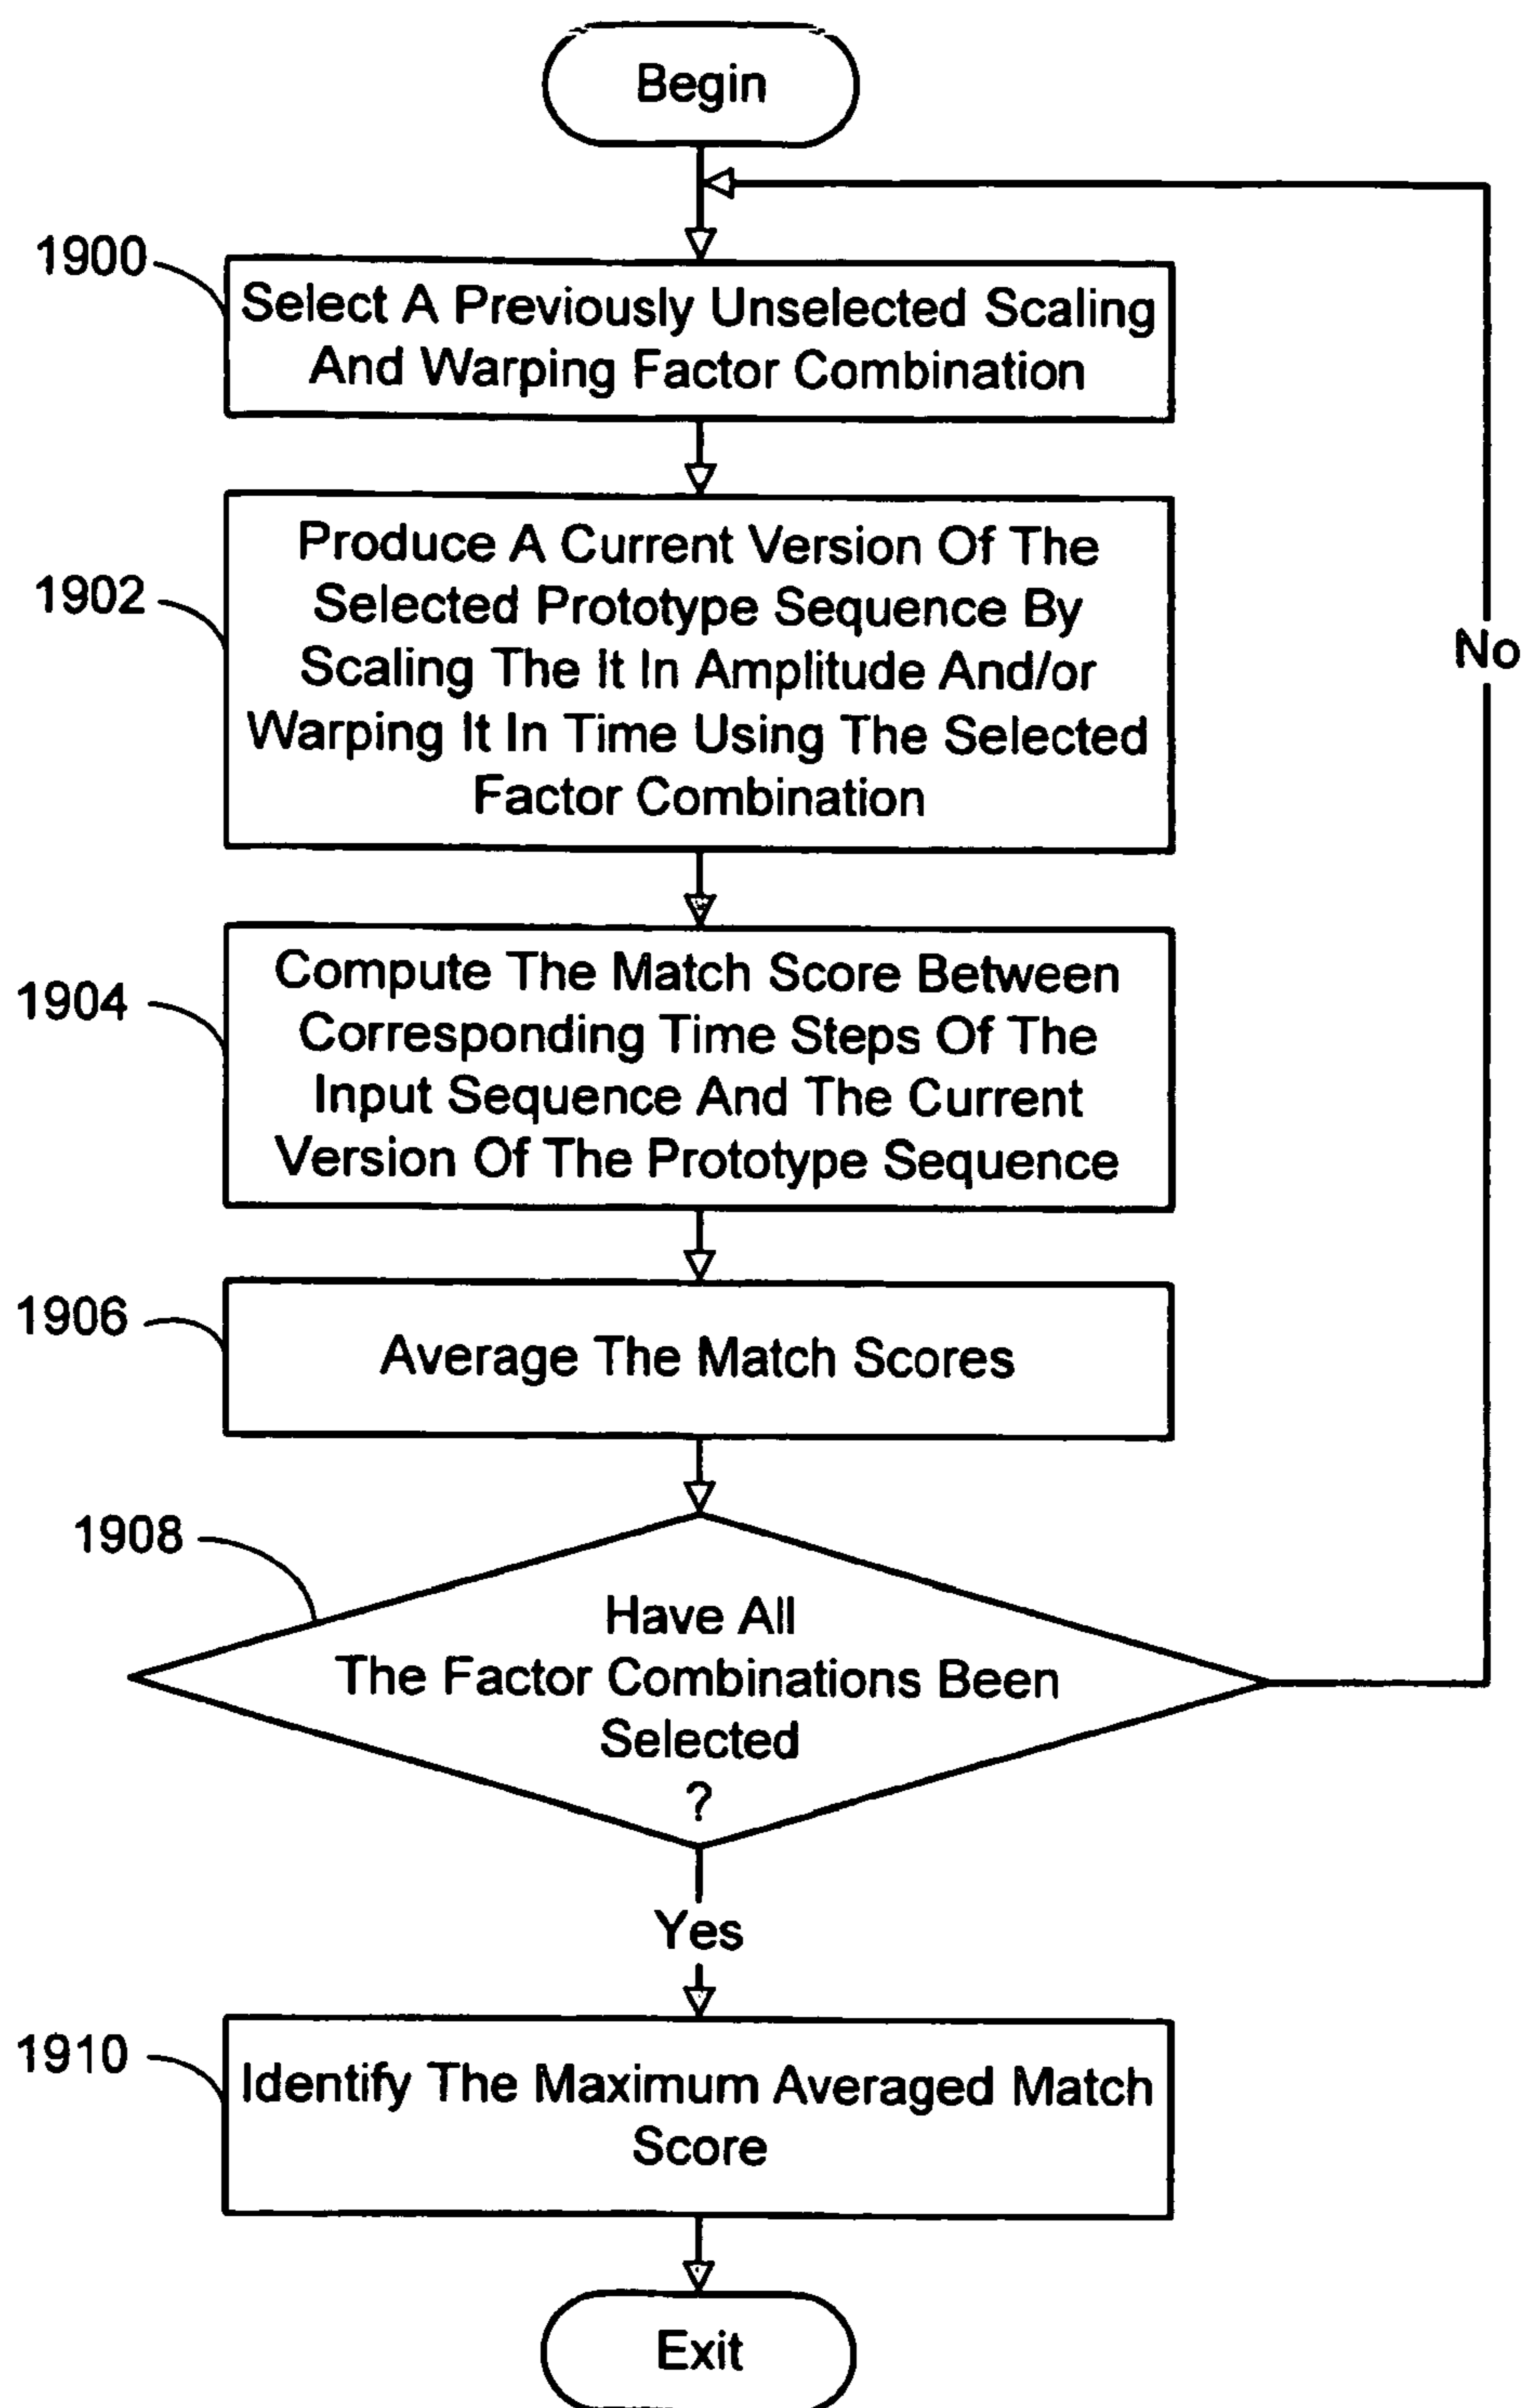 Begin
1900
Select A Previously Unselected Scaling
And Warping Factor Combination
1902
Produce A Current Version Of The
Selected Prototype Sequence By
Scaling The It In Amplitude And/or
Warping It In Time Using The Selected
Factor Combination
No
1904
Compute The Match Score Between
Corresponding Time Steps Of The
Input Sequence And The Current
Version Of The Prototype Sequence
1906
Average The Match Scores
1908
Have All
The Factor Combinations Been
Selected
?
Yes
1910
Identify The Maximum Averaged Match
Score
Exit